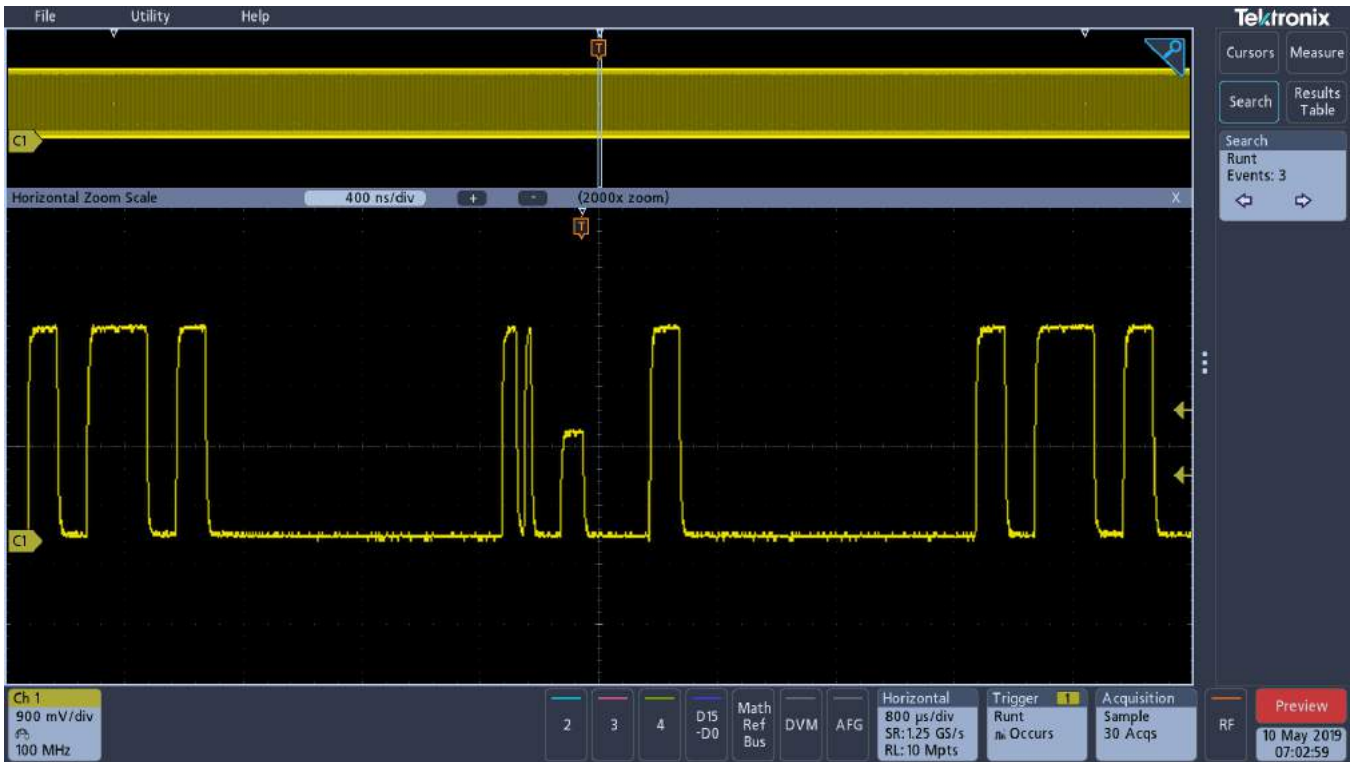 File Utility Help
Tektronix
Cursors Measure
Search Results Table
T
C1
Search
Runt
Events: 3
Horizontal Zoom Scale 400 ns/div + - (2000x zoom) X
T
C1
Ch 1
900 mV/div
100 MHz
2
3
4
D15
-D0
Math
Ref
Bus
DVM
AFG
Horizontal
800 µs/div
SR:1.25 GS/s
RL:10 Mpts
Trigger 1
Runt
Occurs
Acquisition
Sample
30 Acqs
RF
Preview
10 May 2019
07:02:59